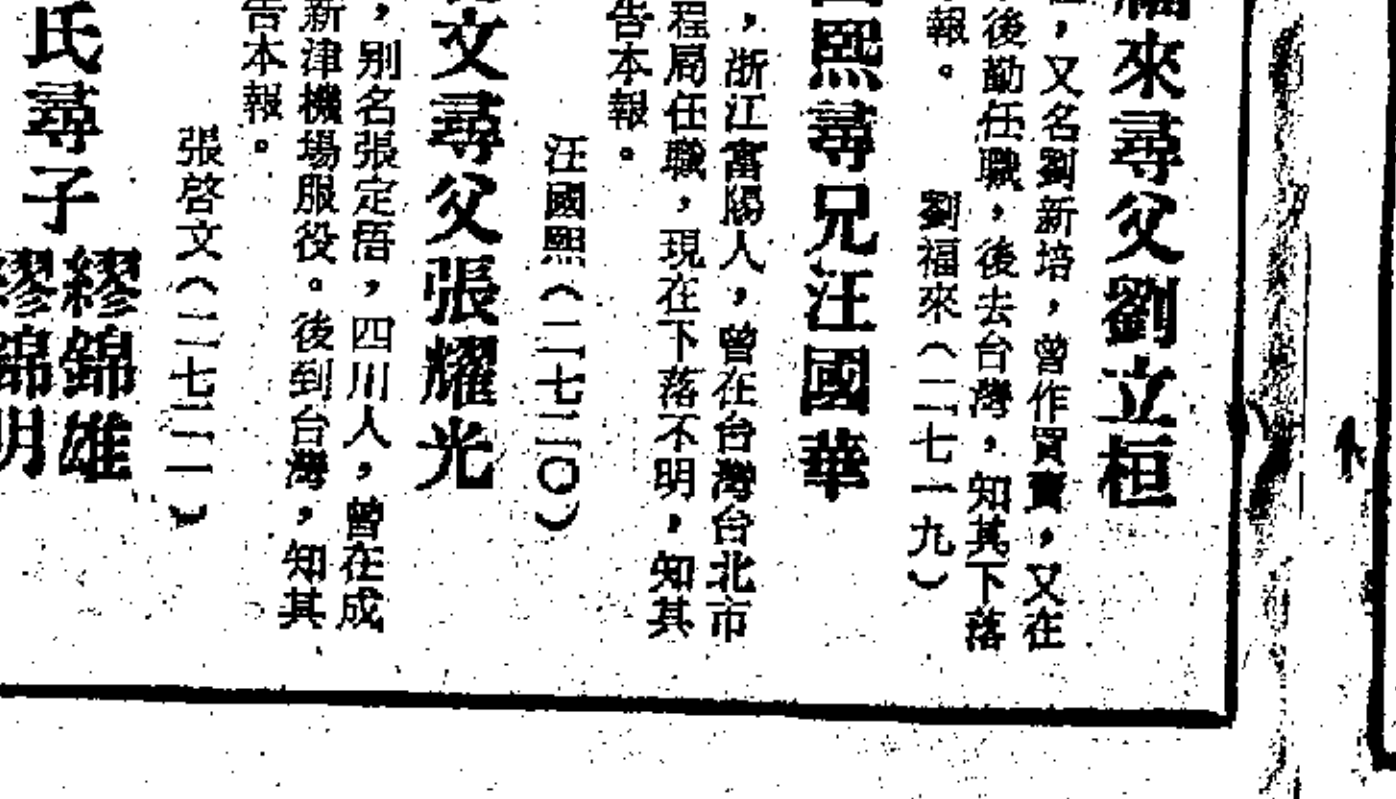 福來尋父劉立桓
，又名劉新培，曾作買賣，又在
後勤任職，後去台灣，知其下落
報。
劉福來（二七一九）
國熙尋兄汪國華
，浙江富陽人，曾在台灣台北市
程局任職，現在下落不明，知其
告本報。
汪國熙（二七二〇）
文尋父張耀光
，別名張定浯，四川人，曾在成
新津機場服役。後到台灣，知其
告本報。
張啓文（二七二一）
氏尋子
繆錦雄
繆錦明